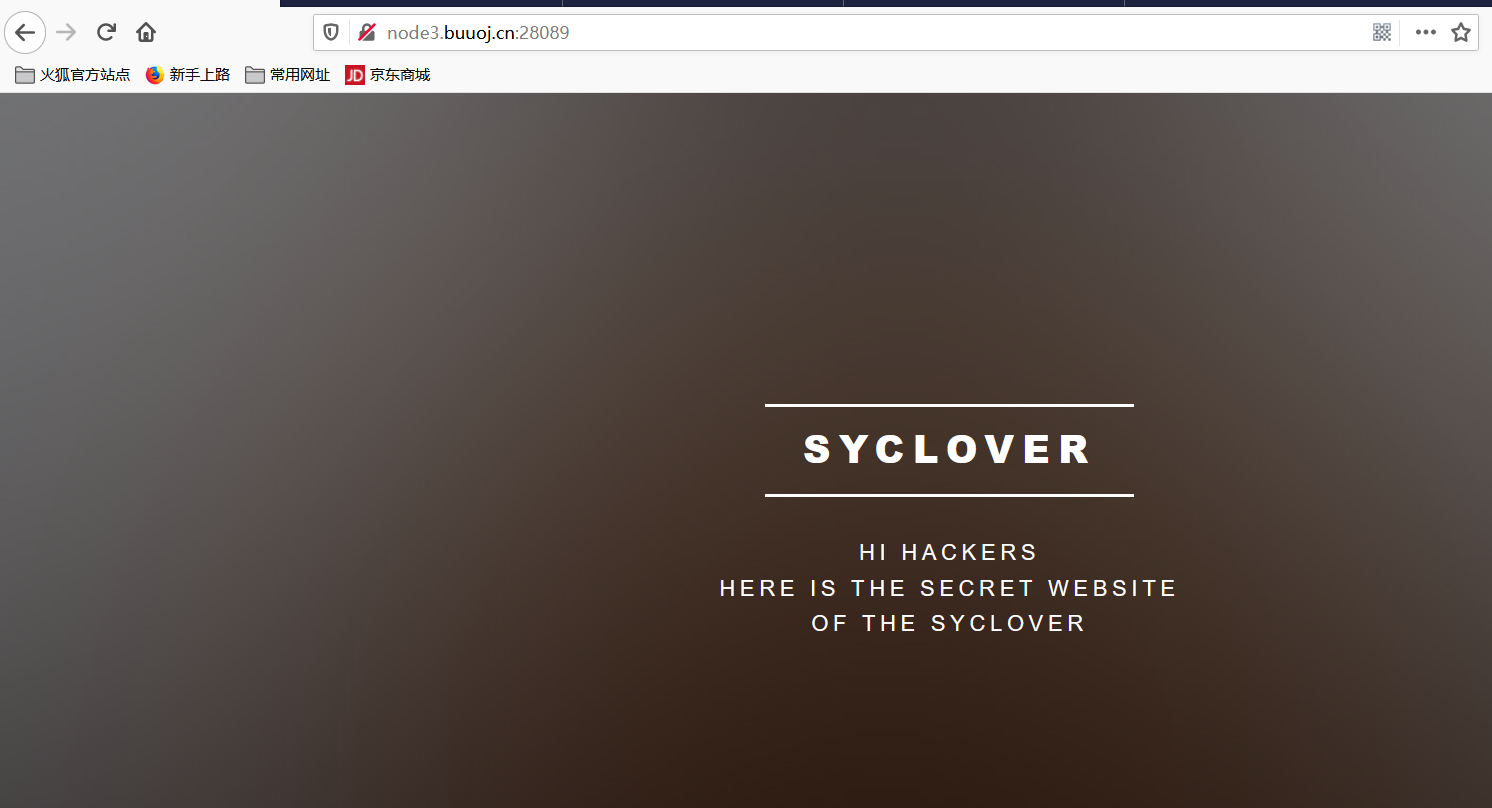 node3.buuoj.cn:28089
火狐官方站点 新手上路 常用网址 JD 京东商城
SYCLOVER
HI HACKERS
HERE IS THE SECRET WEBSITE
OF THE SYCLOVER